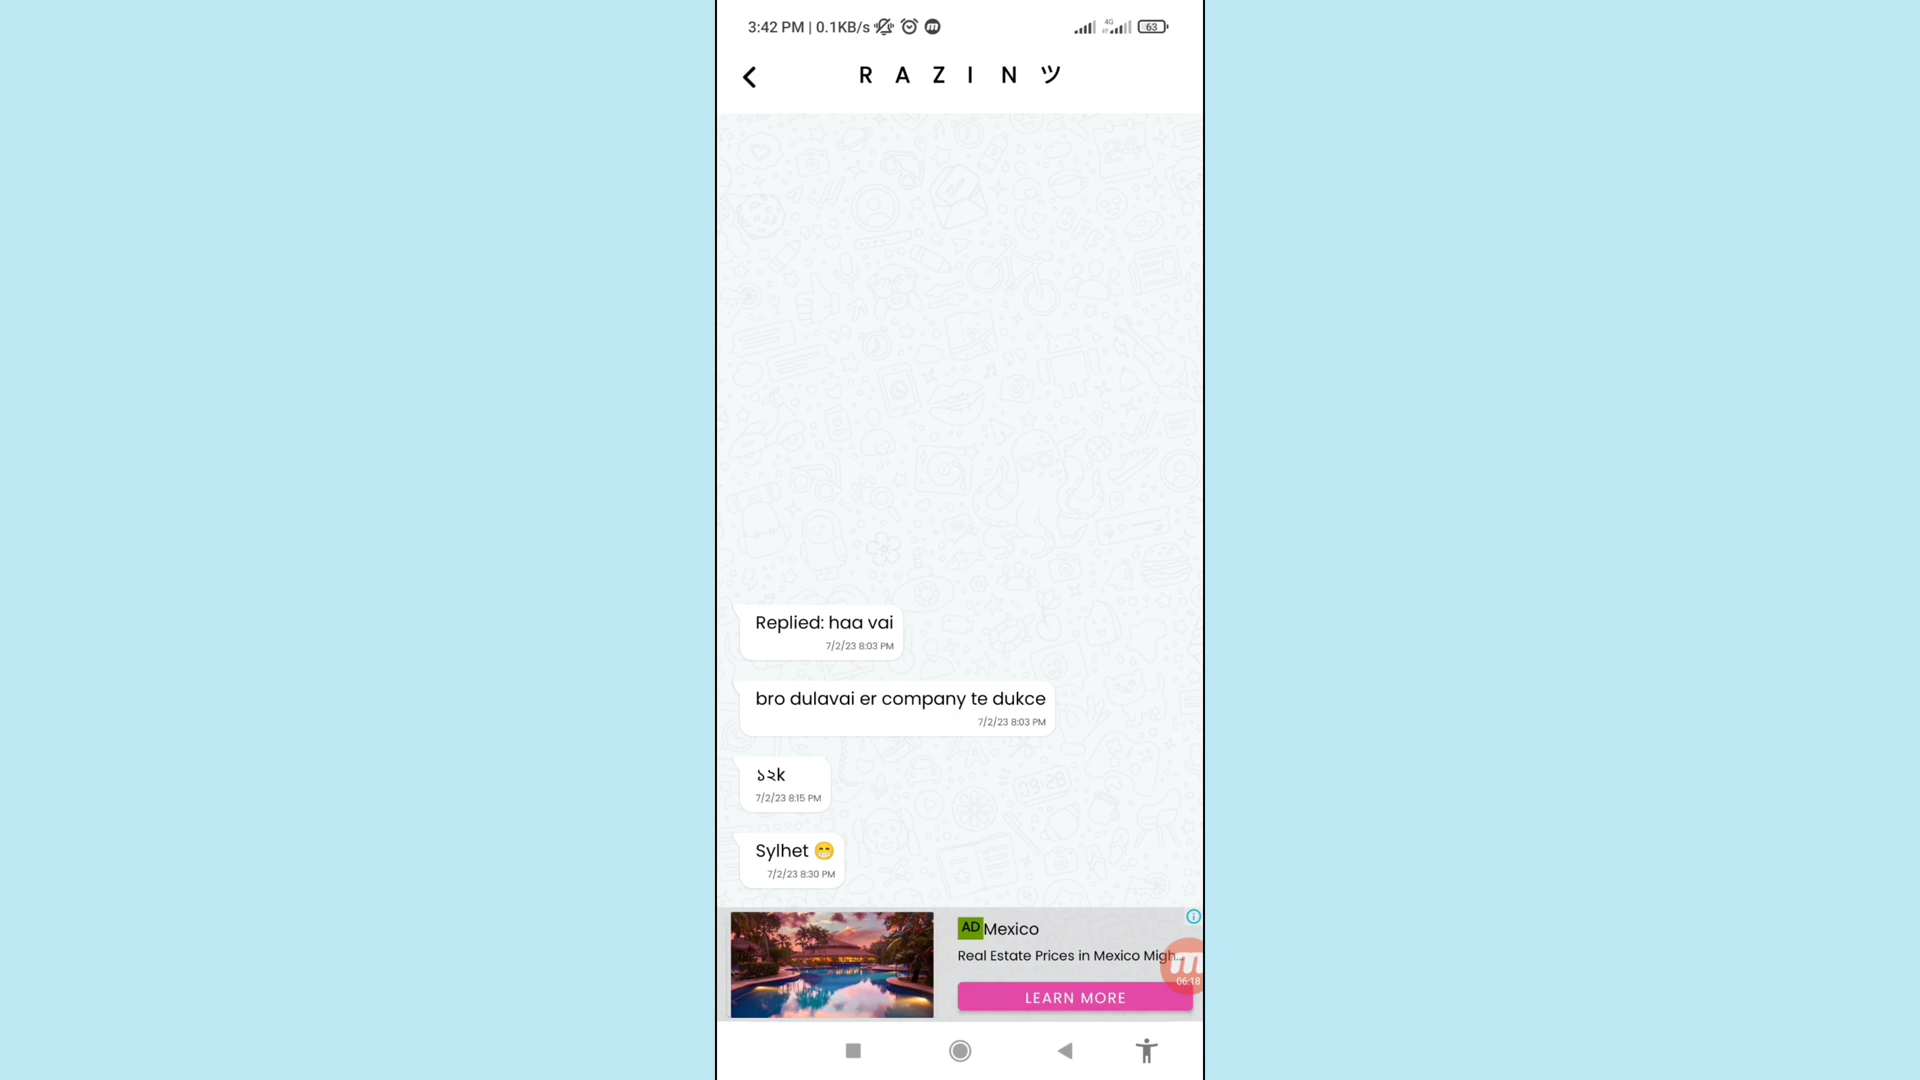 3:42 PM | 0.1KB/s
4G
63
R A Z I N ツ
Replied: haa vai
7/2/23 8:03 PM
bro dulavai er company te dukce
7/2/23 8:03 PM
১২k
7/2/23 8:15 PM
Sylhet 😁
7/2/23 8:30 PM
AD Mexico
Real Estate Prices in Mexico Migh...
06:18
LEARN MORE